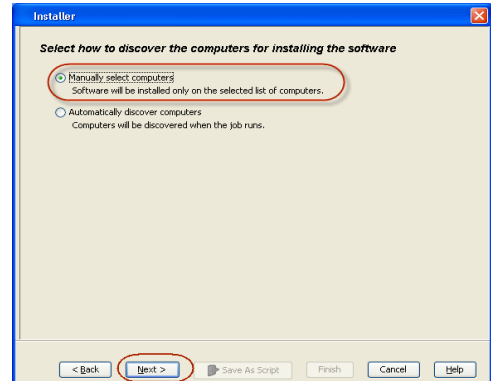 Installer
Select how to discover the computers for installing the software
Manually select computers
Software will be installed only on the selected list of computers.
Automatically discover computers
Computers will be discovered when the job runs.
< Back Next > Save As Script Finish Cancel Help